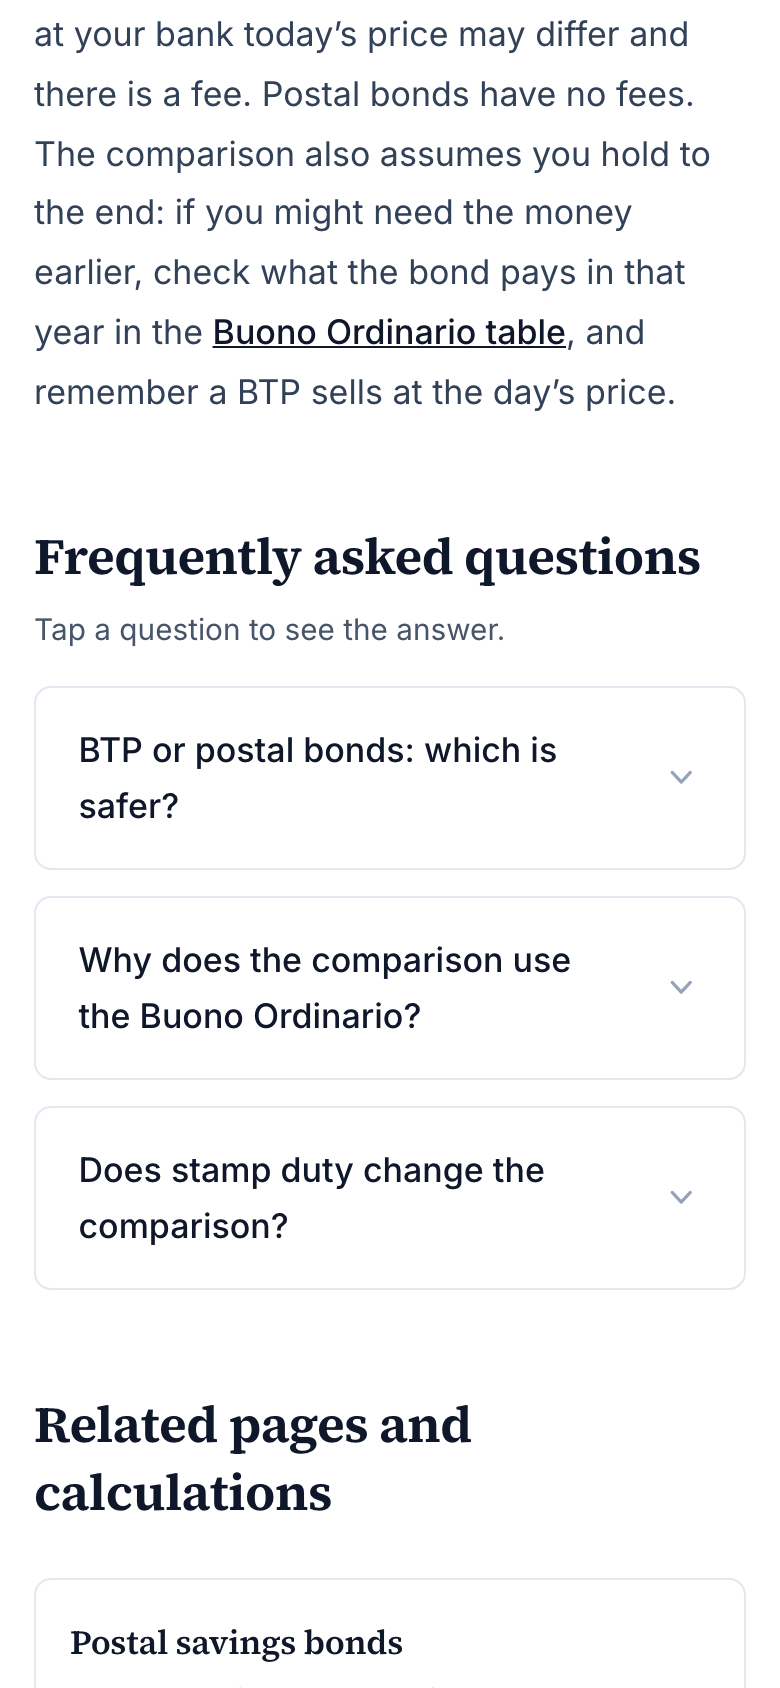 at your bank today’s price may differ and
there is a fee. Postal bonds have no fees.
The comparison also assumes you hold to
the end: if you might need the money
earlier, check what the bond pays in that
year in the Buono Ordinario table, and
remember a BTP sells at the day’s price.
Frequently asked questions
Tap a question to see the answer.
BTP or postal bonds: which is
safer?
Why does the comparison use
the Buono Ordinario?
Does stamp duty change the
comparison?
Related pages and
calculations
Postal savings bonds